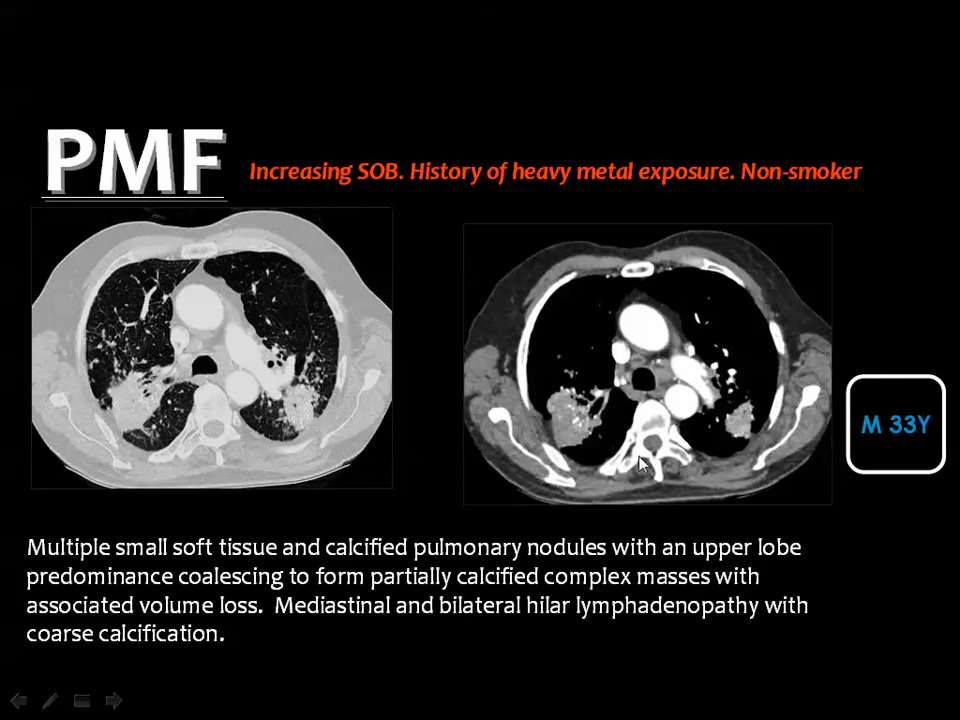 PMF
Increasing SOB. History of heavy metal exposure. Non-smoker
M 33Y
Multiple small soft tissue and calcified pulmonary nodules with an upper lobe
predominance coalescing to form partially calcified complex masses with
associated volume loss. Mediastinal and bilateral hilar lymphadenopathy with
coarse calcification.